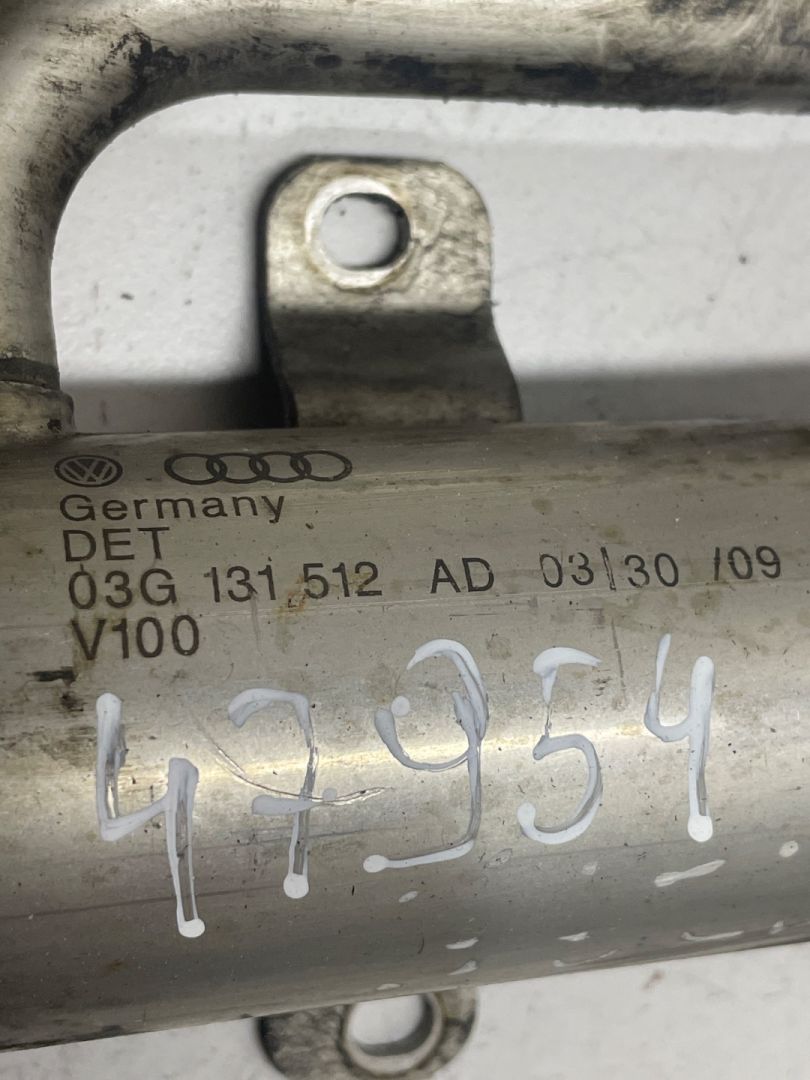 Germany
DET
03G 131 512 AD 03|30 /09
V100
47954